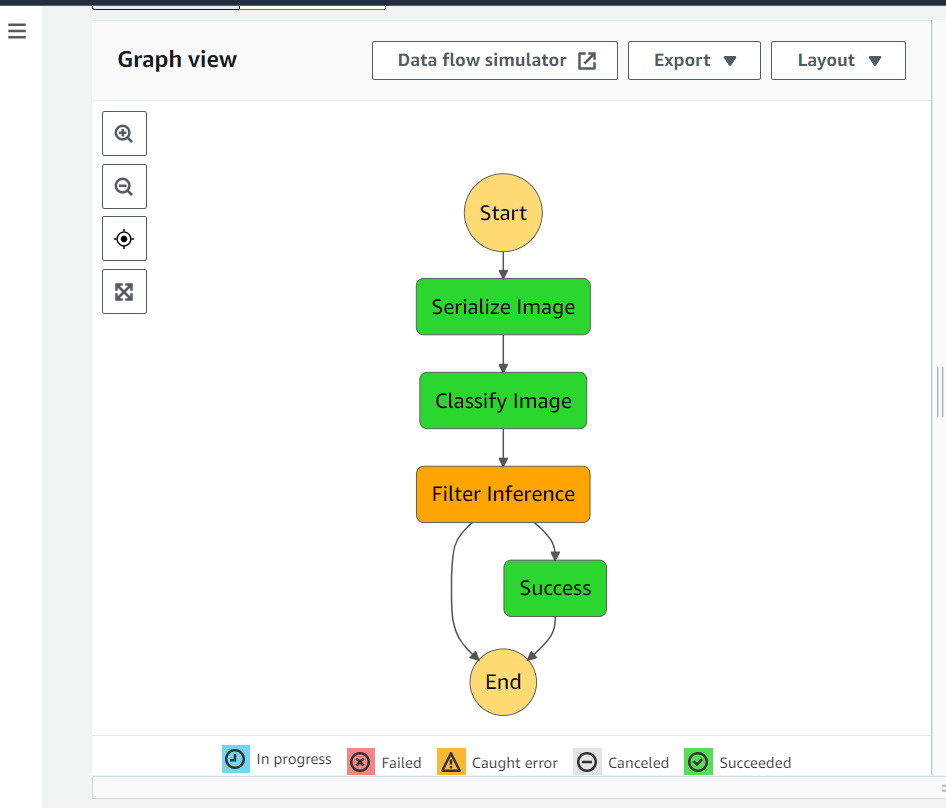 Graph view
Data flow simulator
Export
Layout
Start
Serialize Image
Classify Image
Filter Inference
Success
End
In progress Failed Caught error Canceled Succeeded